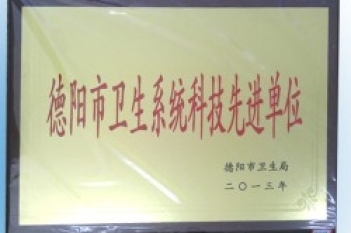 德阳市卫生系统科技先进单位
德阳市卫生局
二〇一三年